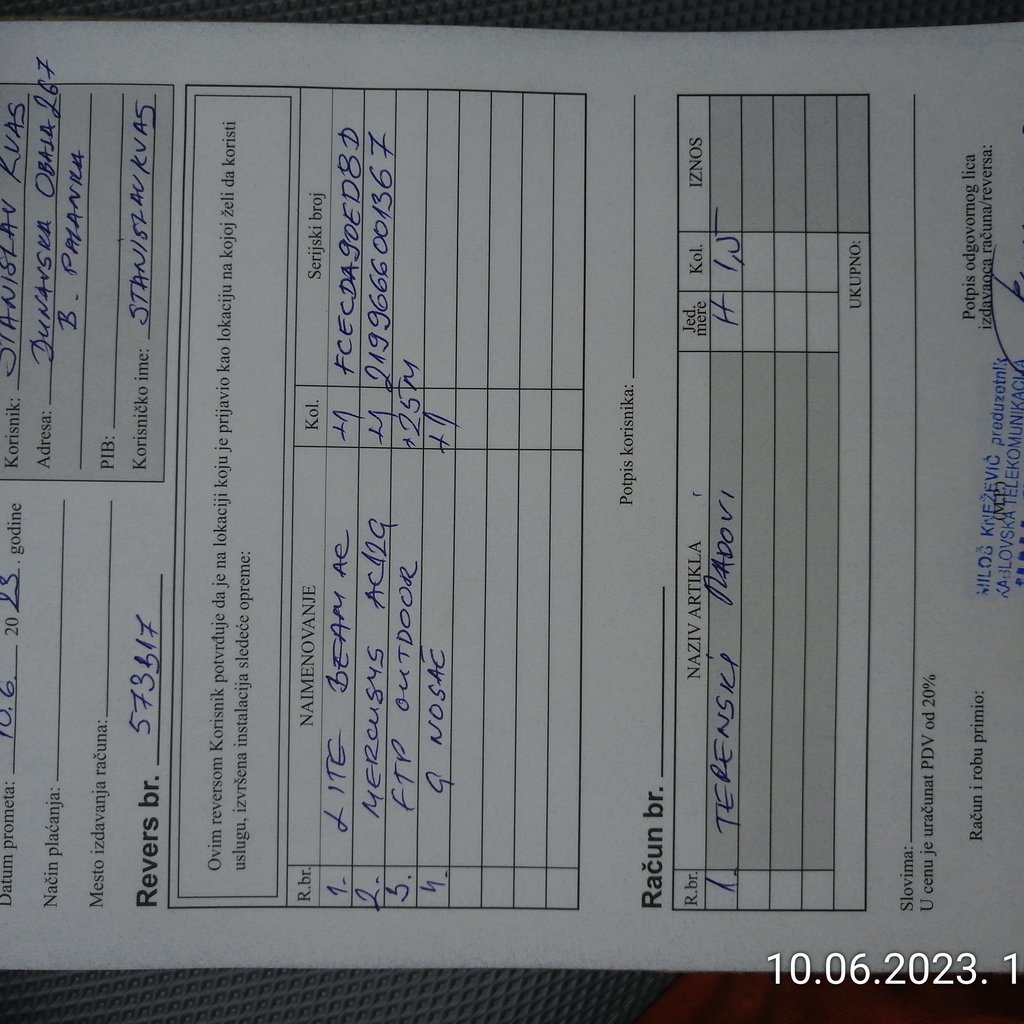 Datum prometa: 10.6 20 23. godine
Način plaćanja:
Mesto izdavanja računa:
Korisnik: STANISLAV KVAS
Adresa: DUNAVSKA OBALA 267
B. PALANKA
PIB:
Korisničko ime: STANISLAVKVAS
Revers br. 573317
Ovim reversom Korisnik potvrđuje da je na lokaciji koju je prijavio kao lokaciju na kojoj želi da koristi
uslugu, izvršena instalacija sledeće opreme:
R.br. NAIMENOVANJE Kol. Serijski broj
1. LITE BEAM AC +1 FCECDA90EDBD
2. MERCUSYS AC12G +1 2199666001367
3. FTP OUTDOOR +25M
4. G NOSAČ +1
Potpis korisnika:
Račun br.
R.br. NAZIV ARTIKLA Jed. mere Kol. IZNOS
1. TERENSKI RADOVI H 1,5
UKUPNO:
Slovima:
U cenu je uračunat PDV od 20%
Račun i robu primio:
(M.P.)
Potpis odgovornog lica
izdavaoca računa/reversa:
MILOŠ KNEŽEVIĆ preduzetnik
KABLOVSKA TELEKOMUNIKACIJA
10.06.2023. 1